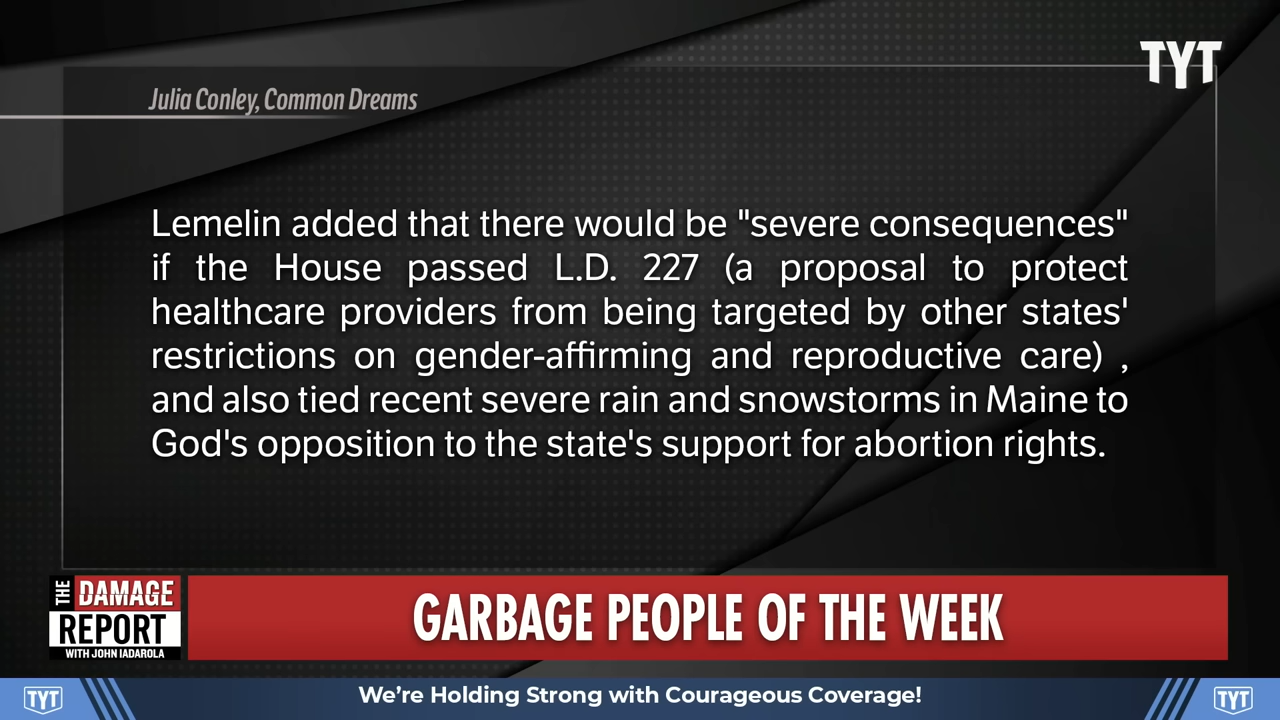 TYT
Julia Conley, Common Dreams
Lemelin added that there would be "severe consequences"
if the House passed L.D. 227 (a proposal to protect
healthcare providers from being targeted by other states'
restrictions on gender-affirming and reproductive care) ,
and also tied recent severe rain and snowstorms in Maine to
God's opposition to the state's support for abortion rights.
THE DAMAGE
REPORT
WITH JOHN IADAROLA
GARBAGE PEOPLE OF THE WEEK
TYT
We're Holding Strong with Courageous Coverage!
TYT